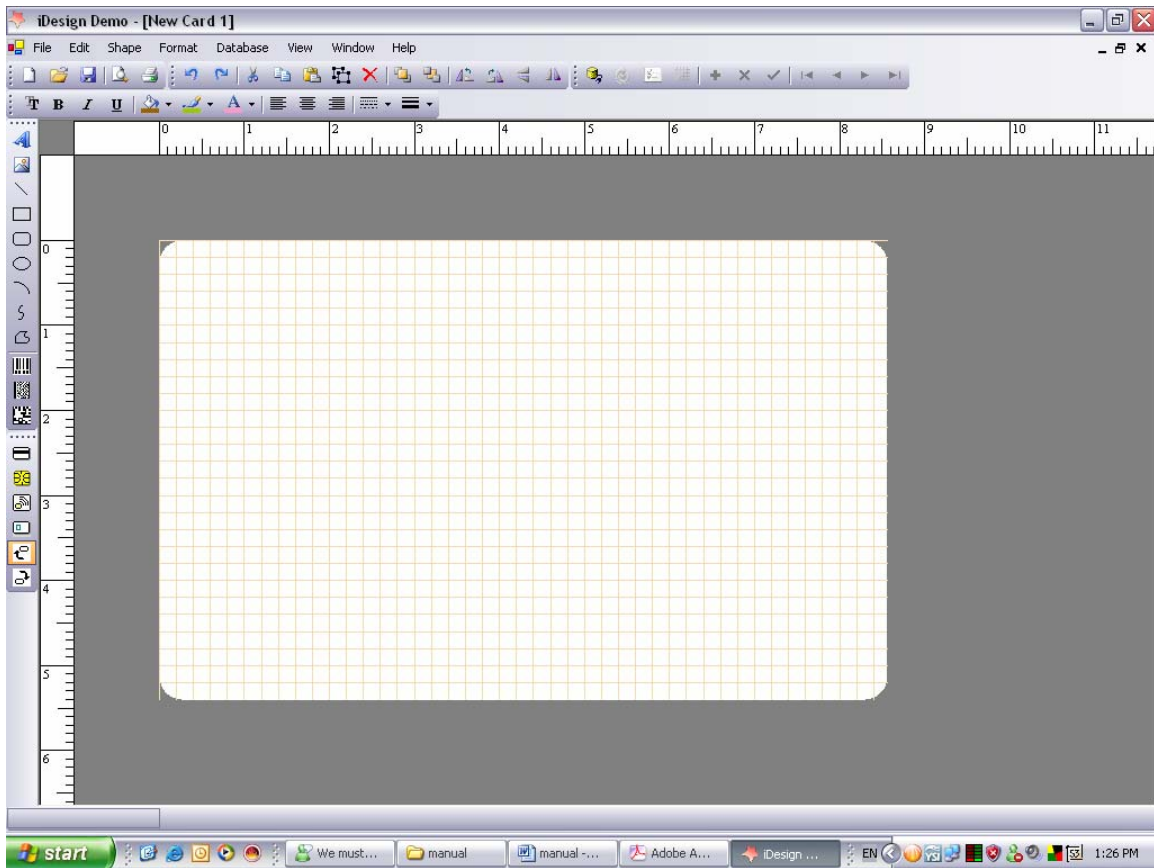 iDesign Demo - [New Card 1]
File Edit Shape Format Database View Window Help
B I U A
0 1 2 3 4 5 6 7 8 9 10 11
0
1
2
3
4
5
6
start We must... manual manual -... Adobe A... iDesign ... EN 1:26 PM